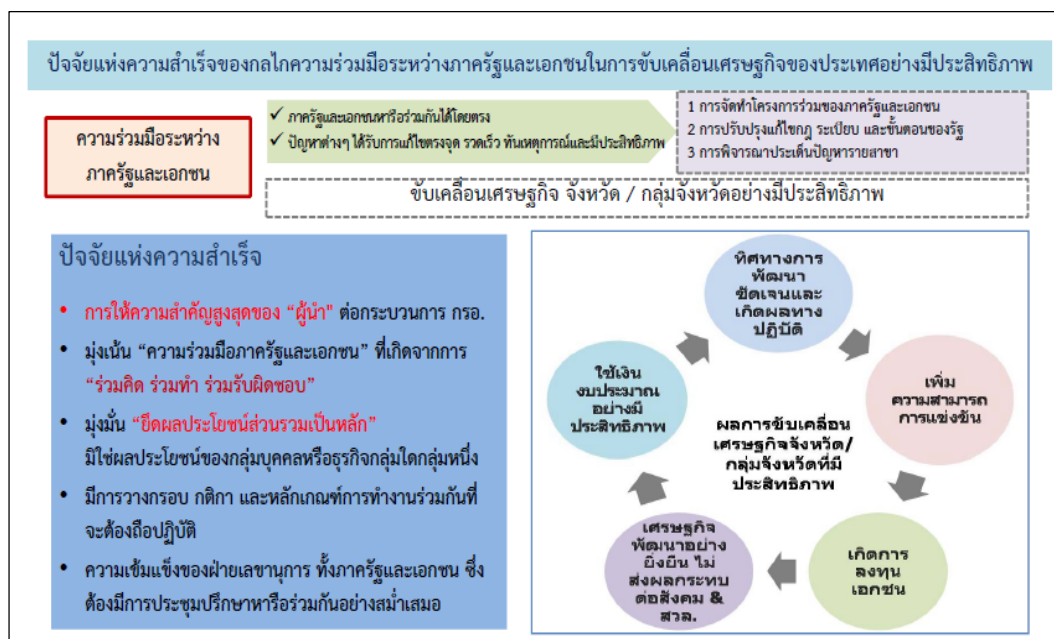 ปัจจัยแห่งความสำเร็จของกลไกความร่วมมือระหว่างภาครัฐและเอกชนในการขับเคลื่อนเศรษฐกิจของประเทศอย่างมีประสิทธิภาพ
ความร่วมมือระหว่าง
ภาครัฐและเอกชน
✓ ภาครัฐและเอกชนหารือร่วมกันได้โดยตรง
✓ ปัญหาต่างๆ ได้รับการแก้ไขตรงจุด รวดเร็ว ทันเหตุการณ์และมีประสิทธิภาพ
1 การจัดทำโครงการร่วมของภาครัฐและเอกชน
2 การปรับปรุงแก้ไขกฎ ระเบียบ และขั้นตอนของรัฐ
3 การพิจารณาประเด็นปัญหารายสาขา
ขับเคลื่อนเศรษฐกิจ จังหวัด / กลุ่มจังหวัดอย่างมีประสิทธิภาพ
ปัจจัยแห่งความสำเร็จ
• การให้ความสำคัญสูงสุดของ “ผู้นำ” ต่อกระบวนการ กรอ.
• มุ่งเน้น “ความร่วมมือภาครัฐและเอกชน” ที่เกิดจากการ
“ร่วมคิด ร่วมทำ ร่วมรับผิดชอบ”
• มุ่งมั่น “ยึดผลประโยชน์ส่วนรวมเป็นหลัก”
มิใช่ผลประโยชน์ของกลุ่มบุคคลหรือธุรกิจกลุ่มใดกลุ่มหนึ่ง
• มีการวางกรอบ กติกา และหลักเกณฑ์การทำงานร่วมกันที่
จะต้องถือปฏิบัติ
• ความเข้มแข็งของฝ่ายเลขานุการ ทั้งภาครัฐและเอกชน ซึ่ง
ต้องมีการประชุมปรึกษาหารือร่วมกันอย่างสม่ำเสมอ
ทิศทางการ
พัฒนา
ชัดเจนและ
เกิดผลทาง
ปฏิบัติ
เพิ่ม
ความสามารถ
การแข่งขัน
เกิดการ
ลงทุน
เอกชน
เศรษฐกิจ
พัฒนาอย่าง
ยั่งยืน ไม่
ส่งผลกระทบ
ต่อสังคม &
สวล.
ใช้เงิน
งบประมาณ
อย่างมี
ประสิทธิภาพ
ผลการขับเคลื่อน
เศรษฐกิจจังหวัด/
กลุ่มจังหวัดที่มี
ประสิทธิภาพ